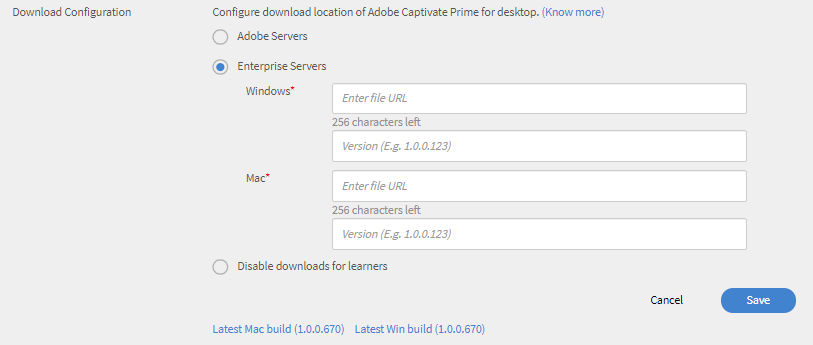 Download Configuration
Configure download location of Adobe Captivate Prime for desktop. (Know more)
Adobe Servers
Enterprise Servers
Windows*
Enter file URL
256 characters left
Version (E.g. 1.0.0.123)
Mac*
Enter file URL
256 characters left
Version (E.g. 1.0.0.123)
Disable downloads for learners
Cancel
Save
Latest Mac build (1.0.0.670) Latest Win build (1.0.0.670)